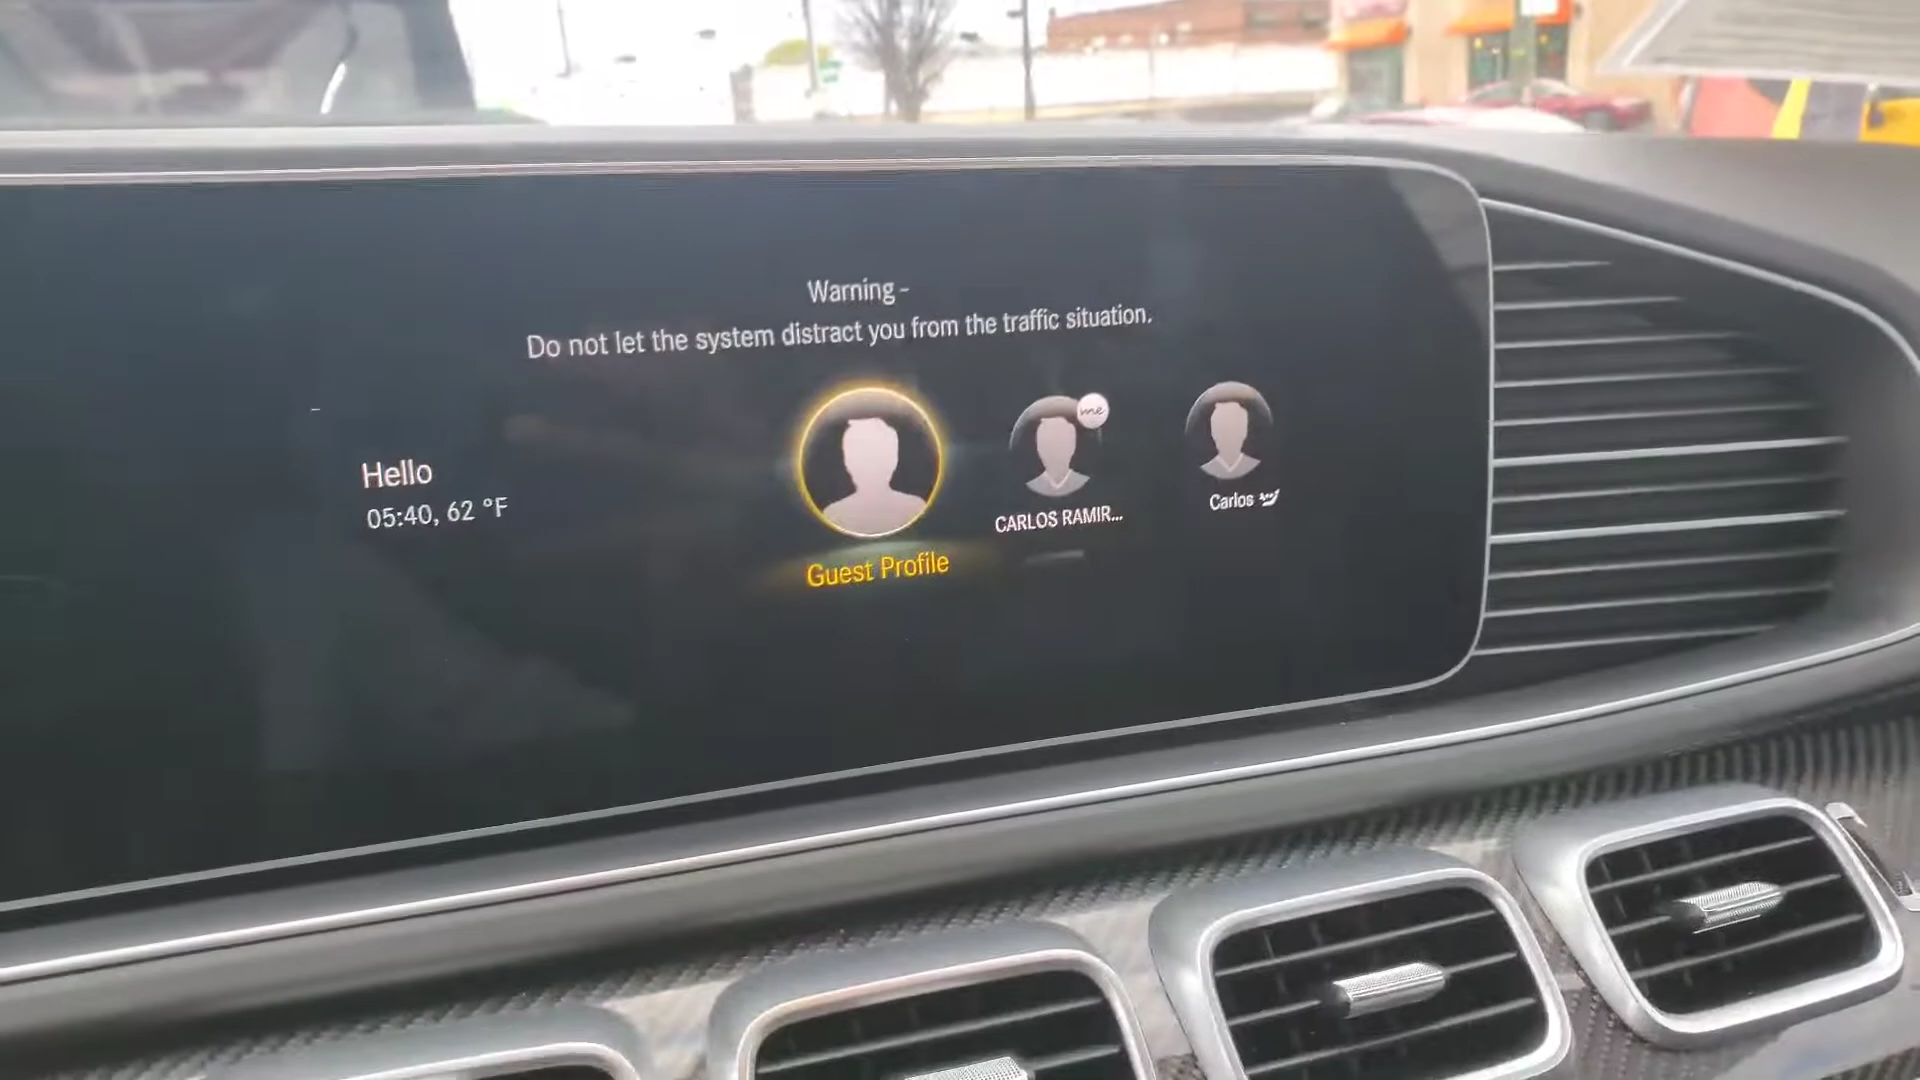 Warning -
Do not let the system distract you from the traffic situation.
Hello
05:40, 62 °F
me
Guest Profile
CARLOS RAMIR...
Carlos